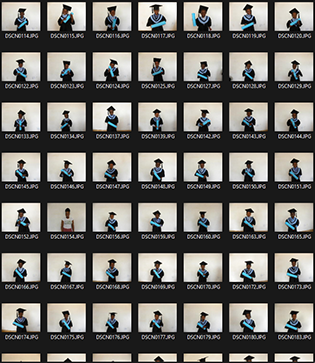 DSCN0114.JPG DSCN0115.JPG DSCN0116.JPG DSCN0117.JPG DSCN0118.JPG DSCN0119.JPG DSCN0120.JPG
DSCN0122.JPG DSCN0123.JPG DSCN0124.JPG DSCN0125.JPG DSCN0127.JPG DSCN0128.JPG DSCN0129.JPG
DSCN0133.JPG DSCN0134.JPG DSCN0137.JPG DSCN0139.JPG DSCN0142.JPG DSCN0143.JPG DSCN0144.JPG
DSCN0145.JPG DSCN0146.JPG DSCN0147.JPG DSCN0148.JPG DSCN0149.JPG DSCN0150.JPG DSCN0151.JPG
DSCN0152.JPG DSCN0154.JPG DSCN0156.JPG DSCN0159.JPG DSCN0160.JPG DSCN0163.JPG DSCN0165.JPG
DSCN0166.JPG DSCN0167.JPG DSCN0168.JPG DSCN0169.JPG DSCN0170.JPG DSCN0172.JPG DSCN0173.JPG
DSCN0174.JPG DSCN0175.JPG DSCN0176.JPG DSCN0177.JPG DSCN0179.JPG DSCN0180.JPG DSCN0183.JPG